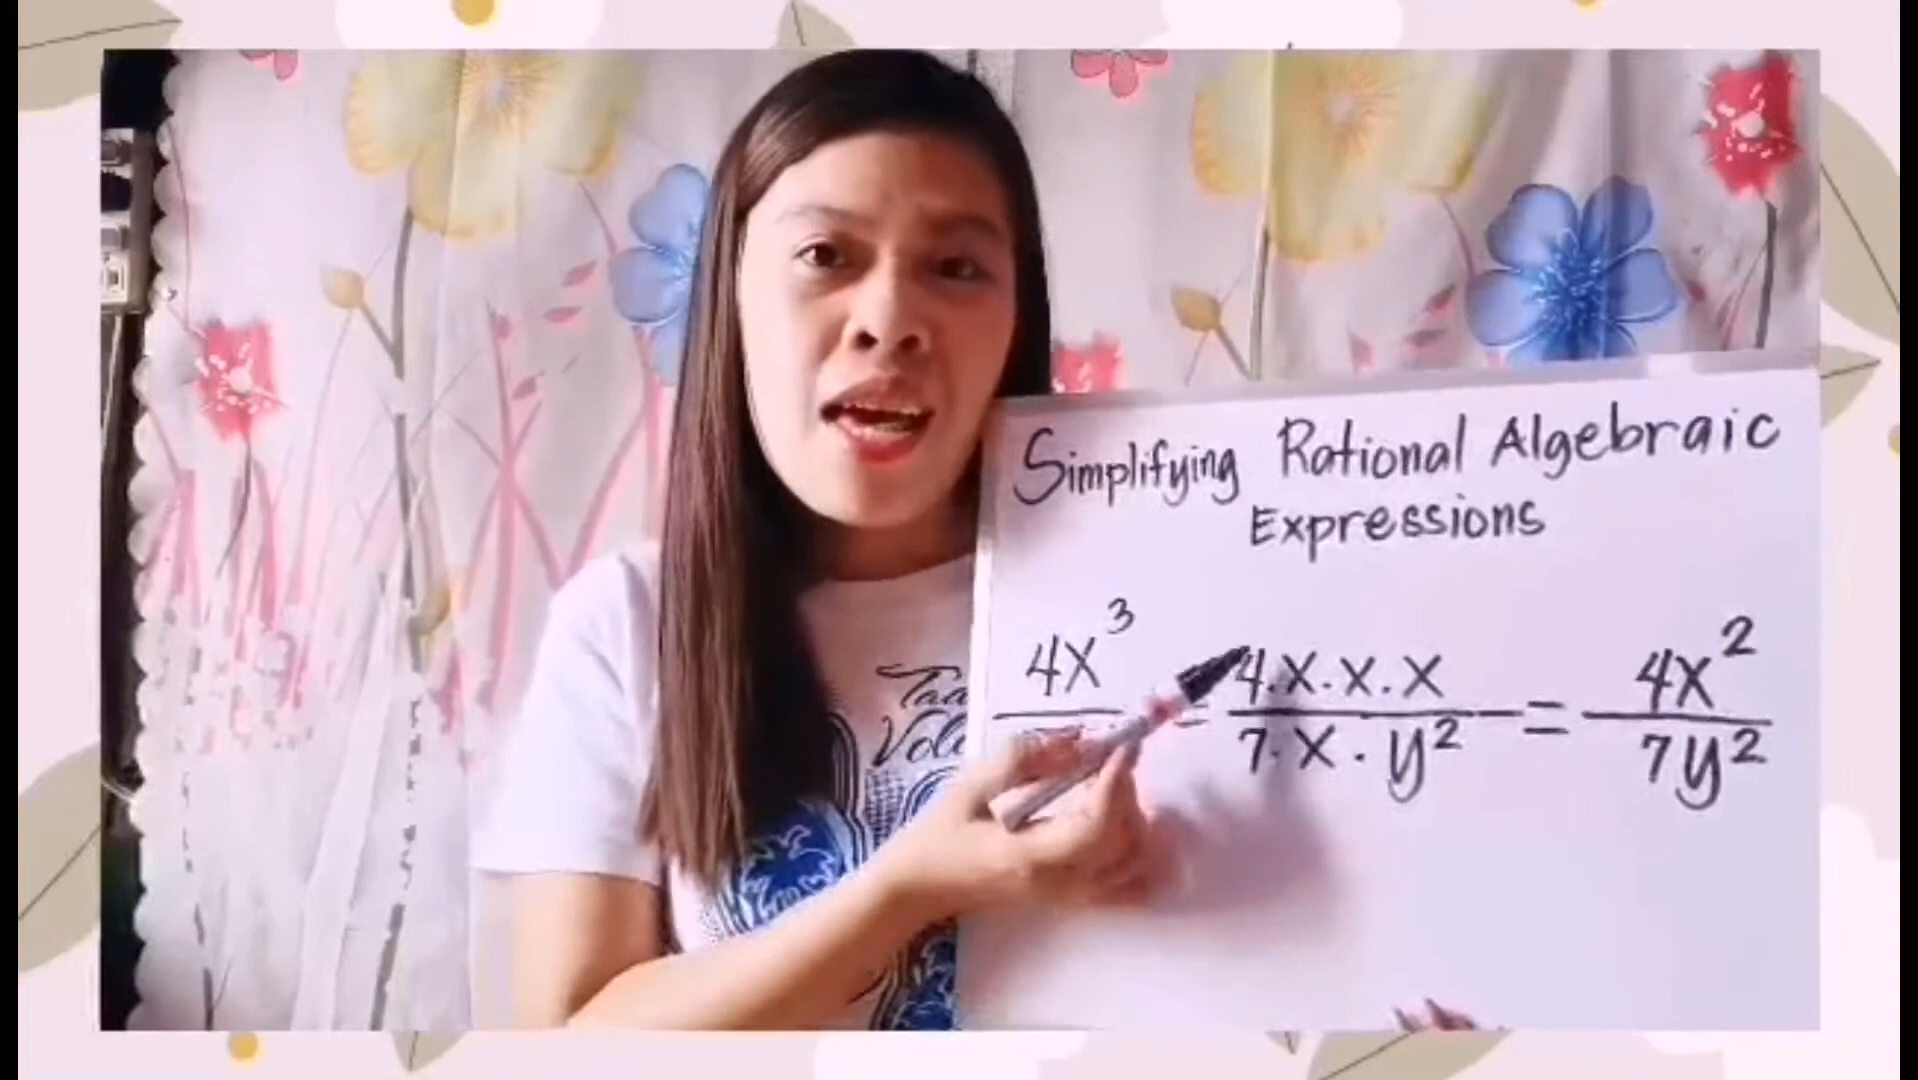 Simplifying Rational Algebraic
Expressions
4x³ = 4·x·x·x = 4x²
7·x·y² 7y²